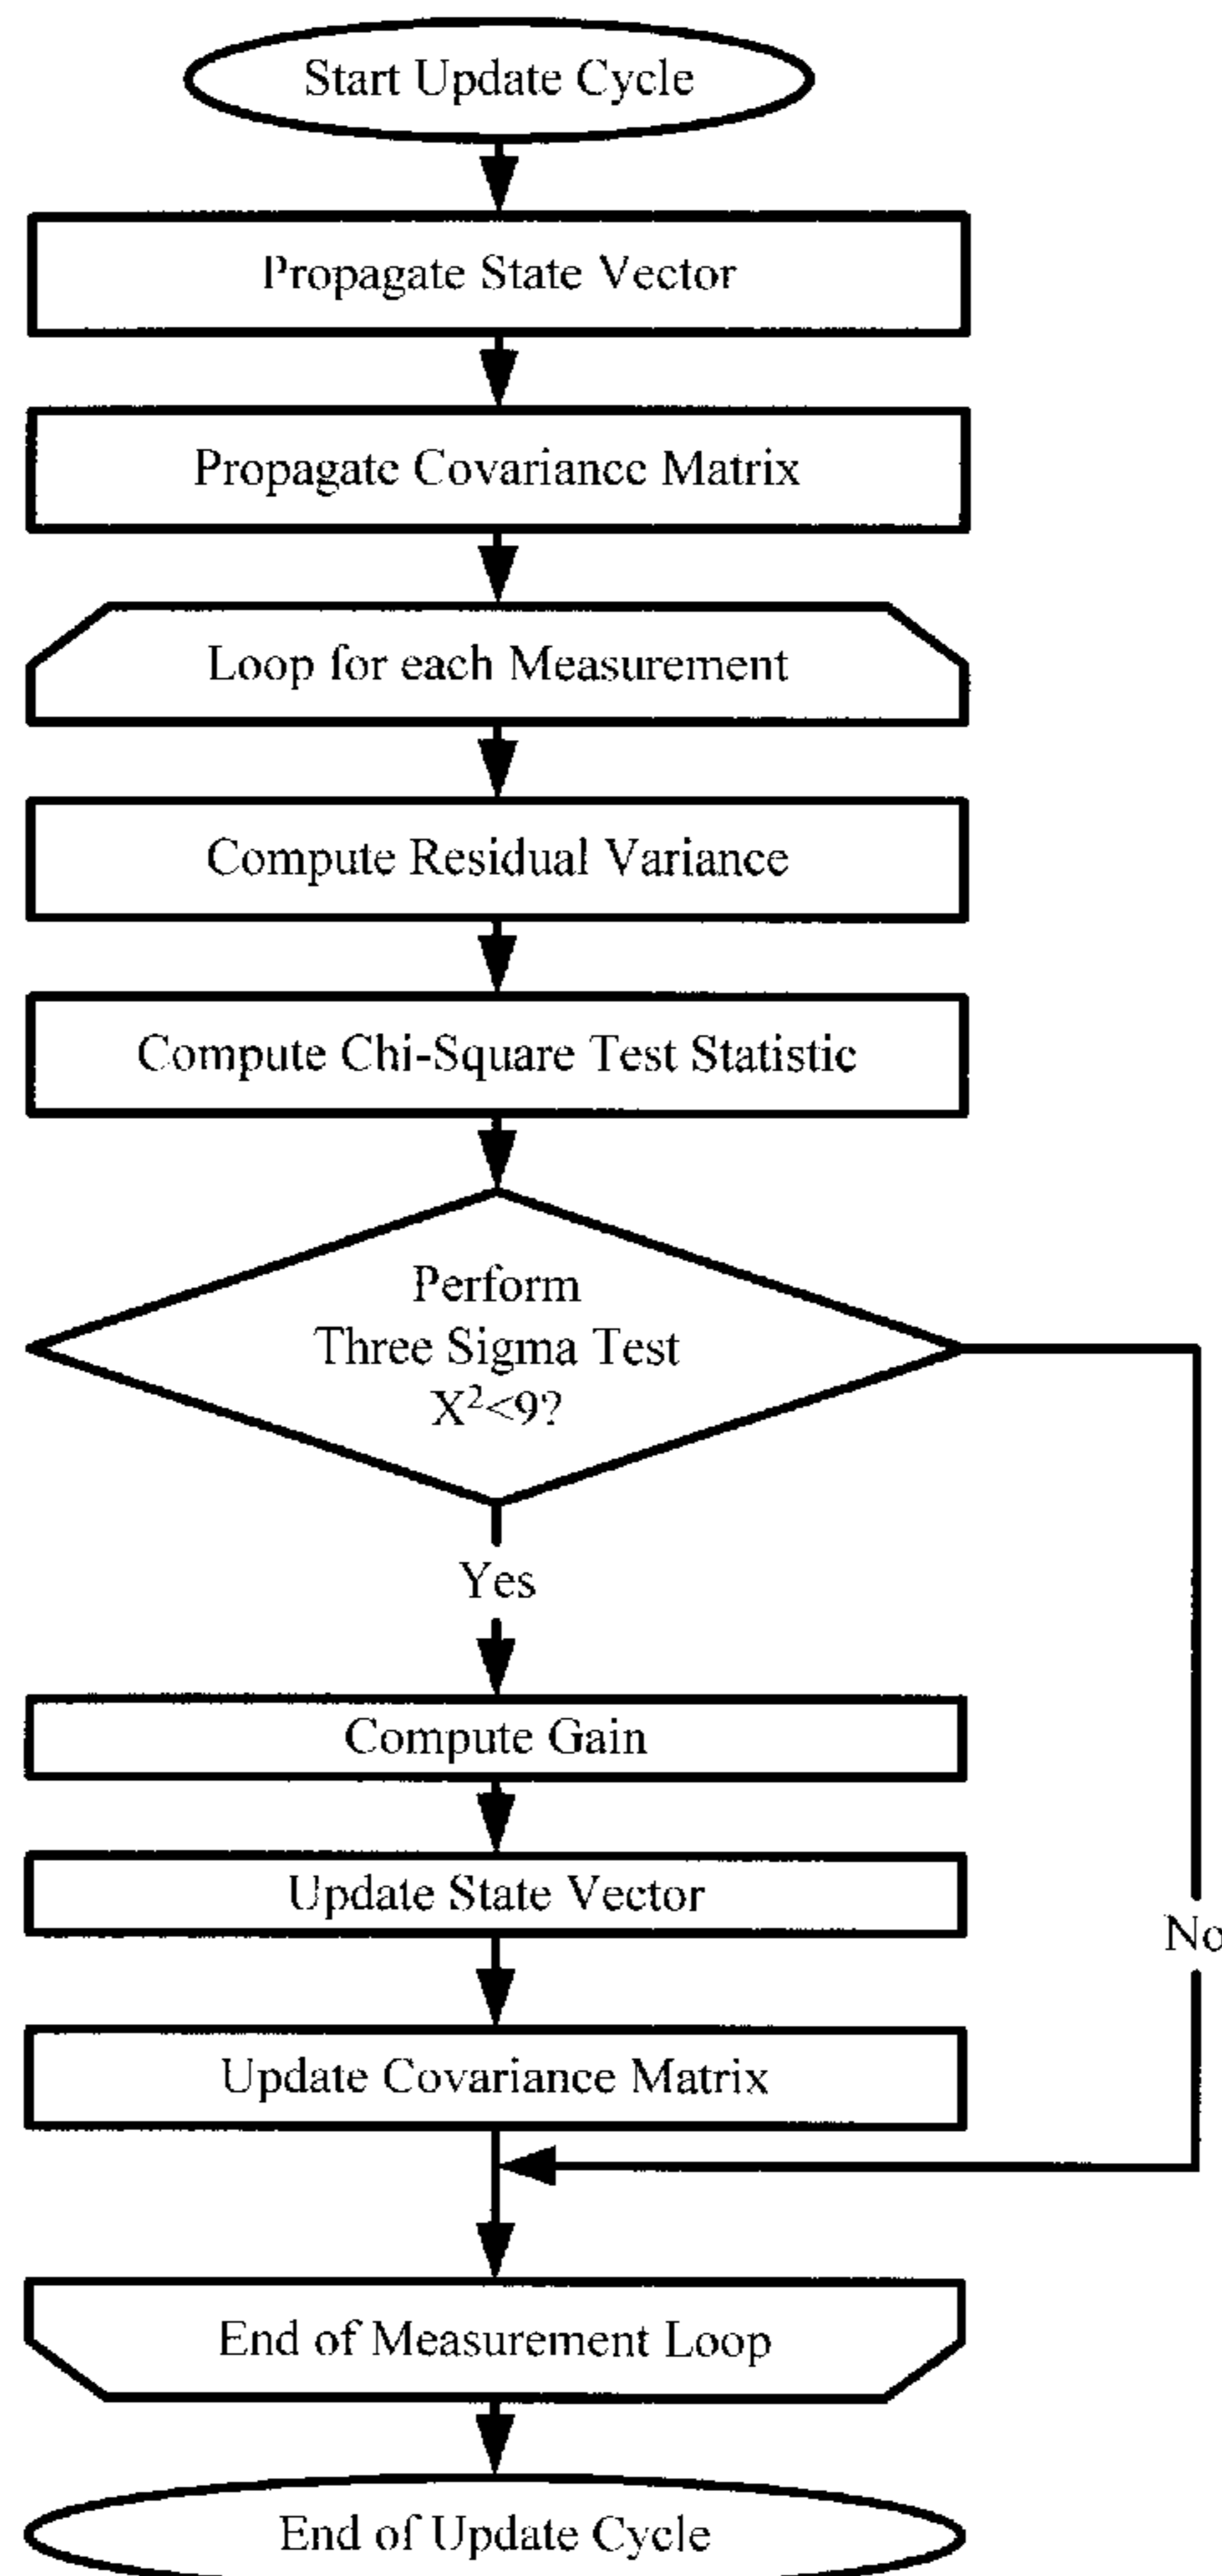 Start Update Cycle
Propagate State Vector
Propagate Covariance Matrix
Loop for each Measurement
Compute Residual Variance
Compute Chi-Square Test Statistic
Perform
Three Sigma Test
X²<9?
Yes
Compute Gain
Update State Vector
No
Update Covariance Matrix
End of Measurement Loop
End of Update Cycle